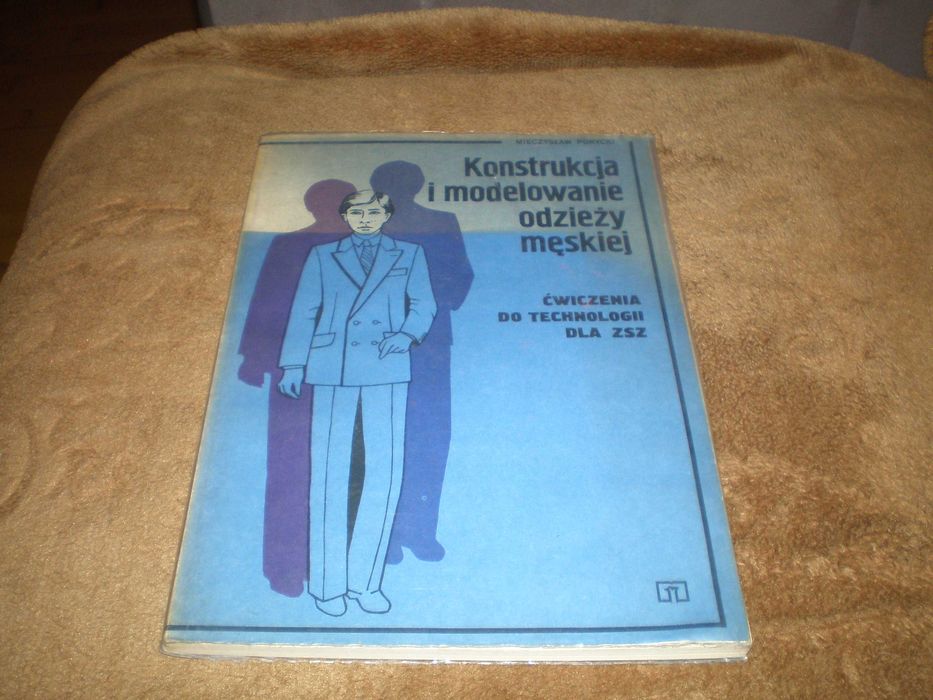 MIECZYSŁAW PORYCKI
Konstrukcja
i modelowanie
odzieży
męskiej
ĆWICZENIA
DO TECHNOLOGII
DLA ZSZ